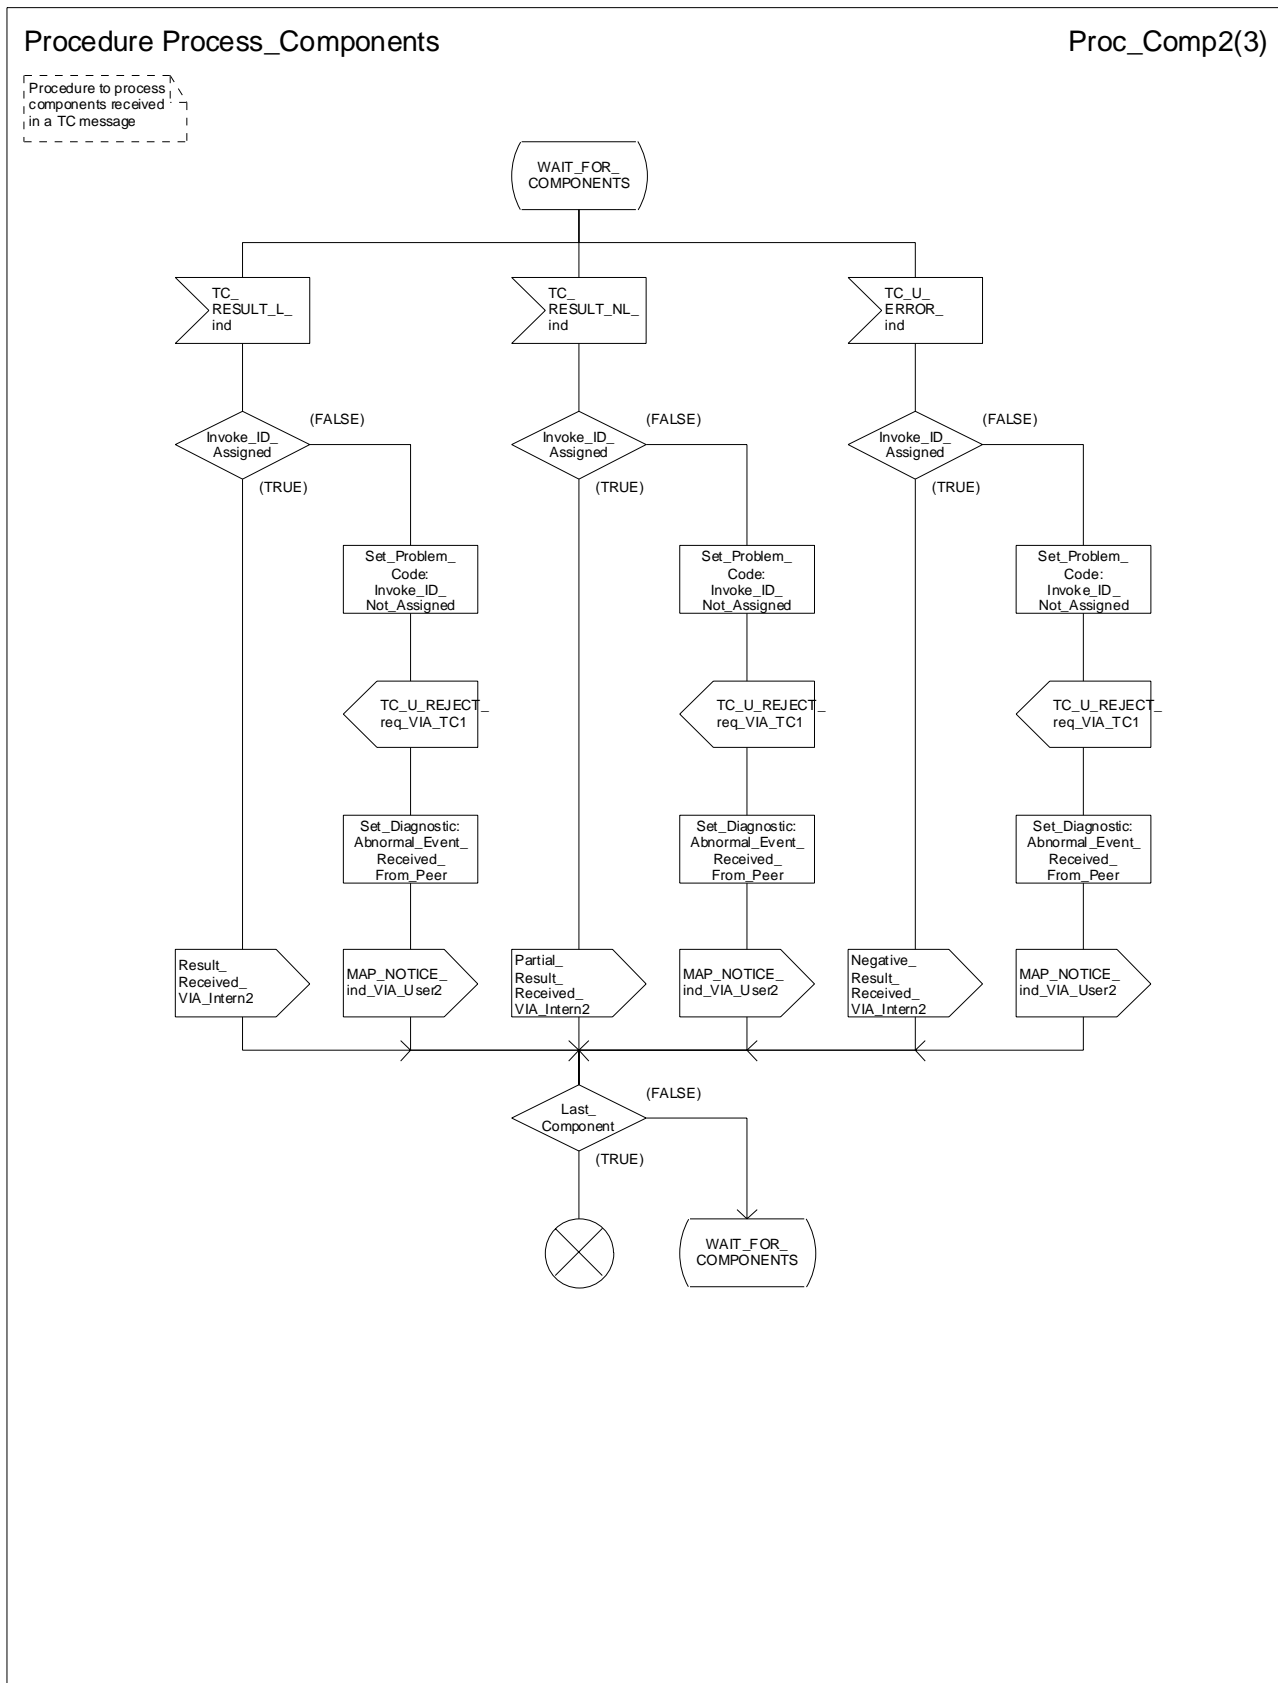 Procedure Process_Components
Proc_Comp2(3)
Procedure to process
components received
in a TC message
WAIT_FOR_
COMPONENTS
TC_
RESULT_L_
ind
TC_
RESULT_NL_
ind
TC_U_
ERROR_
ind
(FALSE)
(FALSE)
(FALSE)
Invoke_ID_
Assigned
Invoke_ID_
Assigned
Invoke_ID_
Assigned
(TRUE)
(TRUE)
(TRUE)
Set_Problem_
Code:
Invoke_ID_
Not_Assigned
Set_Problem_
Code:
Invoke_ID_
Not_Assigned
Set_Problem_
Code:
Invoke_ID_
Not_Assigned
TC_U_REJECT_
req_VIA_TC1
TC_U_REJECT_
req_VIA_TC1
TC_U_REJECT_
req_VIA_TC1
Set_Diagnostic:
Abnormal_Event_
Received_
From_Peer
Set_Diagnostic:
Abnormal_Event_
Received_
From_Peer
Set_Diagnostic:
Abnormal_Event_
Received_
From_Peer
Result_
Received_
VIA_Intern2
MAP_NOTICE_
ind_VIA_User2
Partial_
Result_
Received_
VIA_Intern2
MAP_NOTICE_
ind_VIA_User2
Negative_
Result_
Received_
VIA_Intern2
MAP_NOTICE_
ind_VIA_User2
(FALSE)
Last_
Component
(TRUE)
WAIT_FOR_
COMPONENTS